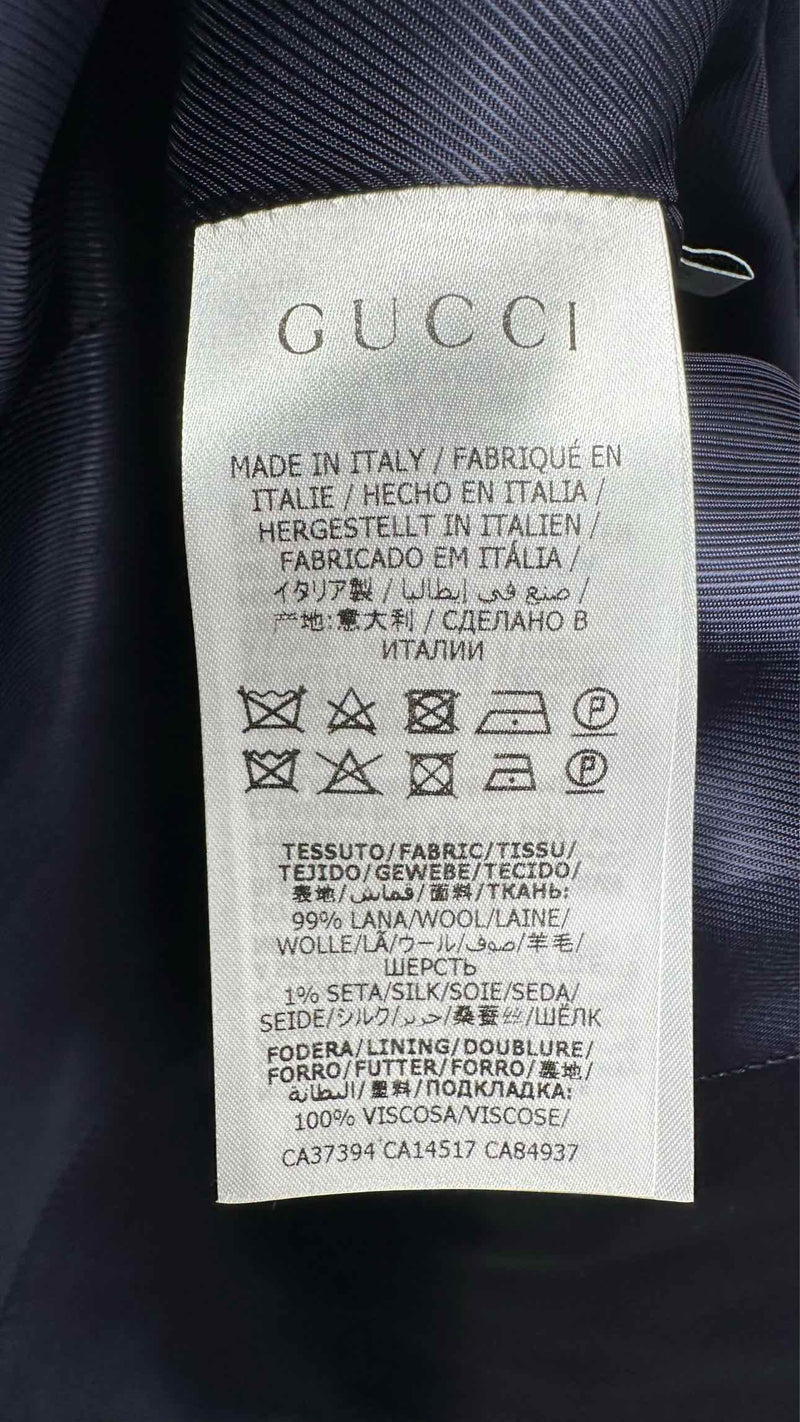 GUCCI
MADE IN ITALY / FABRIQUÉ EN
ITALIE / HECHO EN ITALIA /
HERGESTELLT IN ITALIEN /
FABRICADO EM ITÁLIA /
イタリア製 / صنع في إيطاليا /
产地:意大利 / СДЕЛАНО В
ИТАЛИИ
P
P
TESSUTO/FABRIC/TISSU/
TEJIDO/GEWEBE/TECIDO/
表地/قماش/面料/ТКАНЬ:
99% LANA/WOOL/LAINE/
WOLLE/LÃ/ウール/صوف/羊毛/
ШЕРСТЬ
1% SETA/SILK/SOIE/SEDA/
SEIDE/シルク/حرير/桑蚕丝/ШЁЛК
FODERA/LINING/DOUBLURE/
FORRO/FUTTER/FORRO/裏地/
البطانة/里料/ПОДКЛАДКА:
100% VISCOSA/VISCOSE/
CA37394 CA14517 CA84937